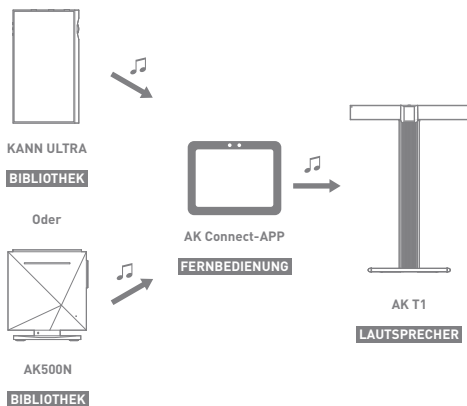 KANN ULTRA
BIBLIOTHEK
Oder
AK500N
BIBLIOTHEK
AK Connect-APP
FERNBEDIENUNG
AK T1
LAUTSPRECHER